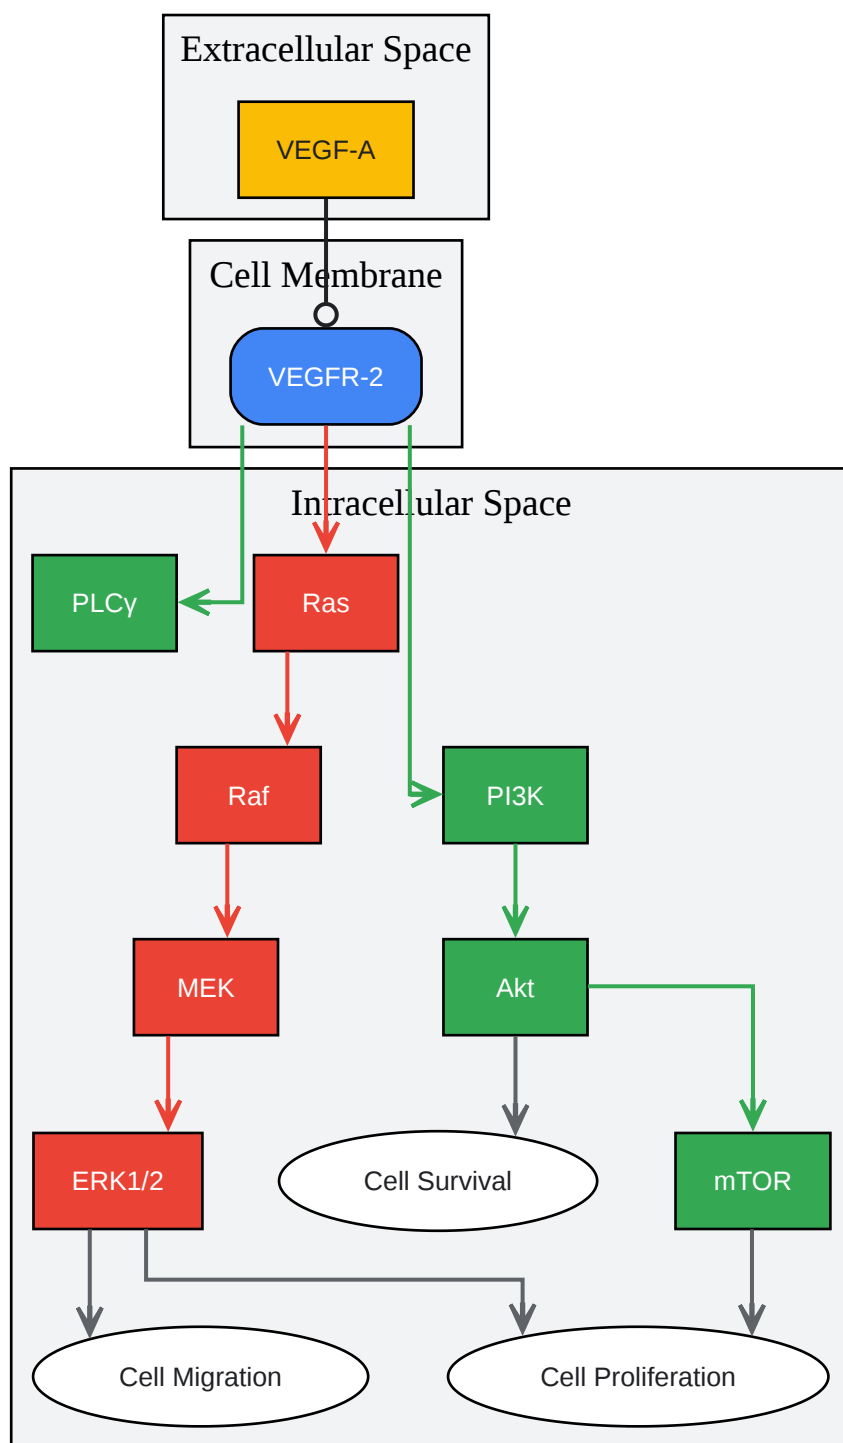 Extracellular Space
VEGF-A
Cell Membrane
VEGFR-2
Intracellular Space
PLCγ
Ras
Raf
PI3K
MEK
Akt
ERK1/2
Cell Survival
mTOR
Cell Migration
Cell Proliferation